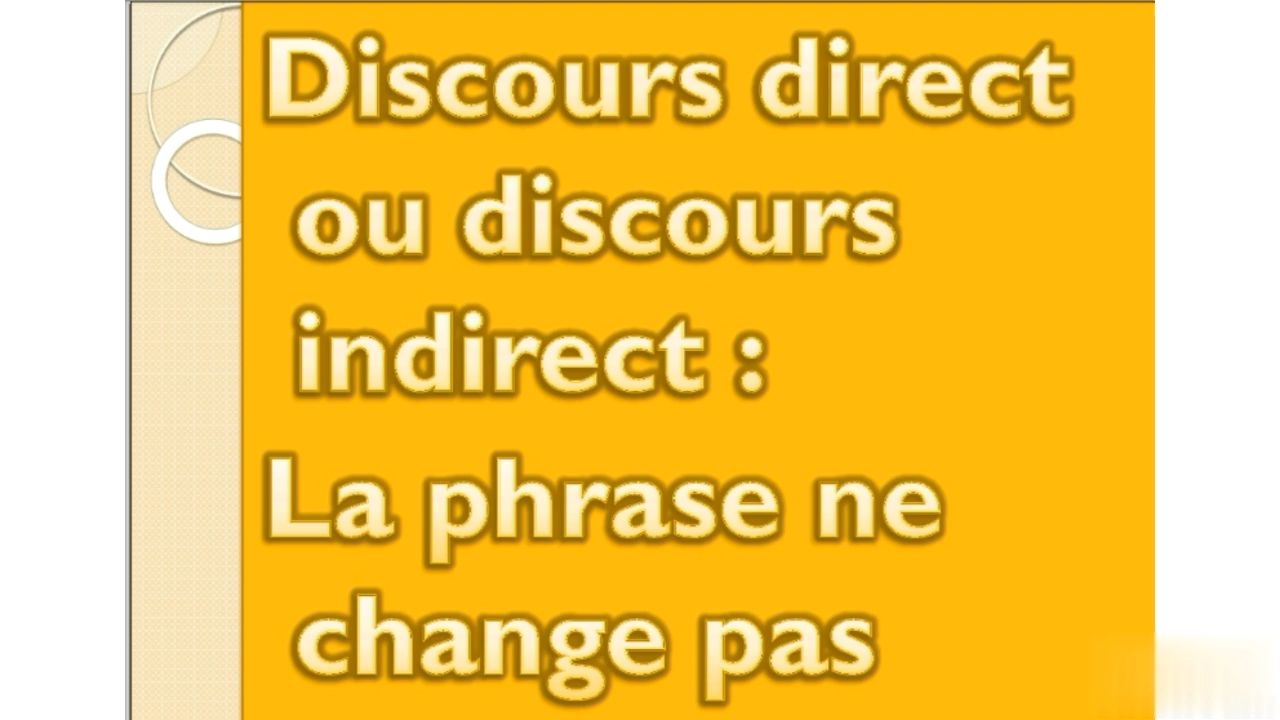 Discours direct
ou discours
indirect :
La phrase ne
change pas